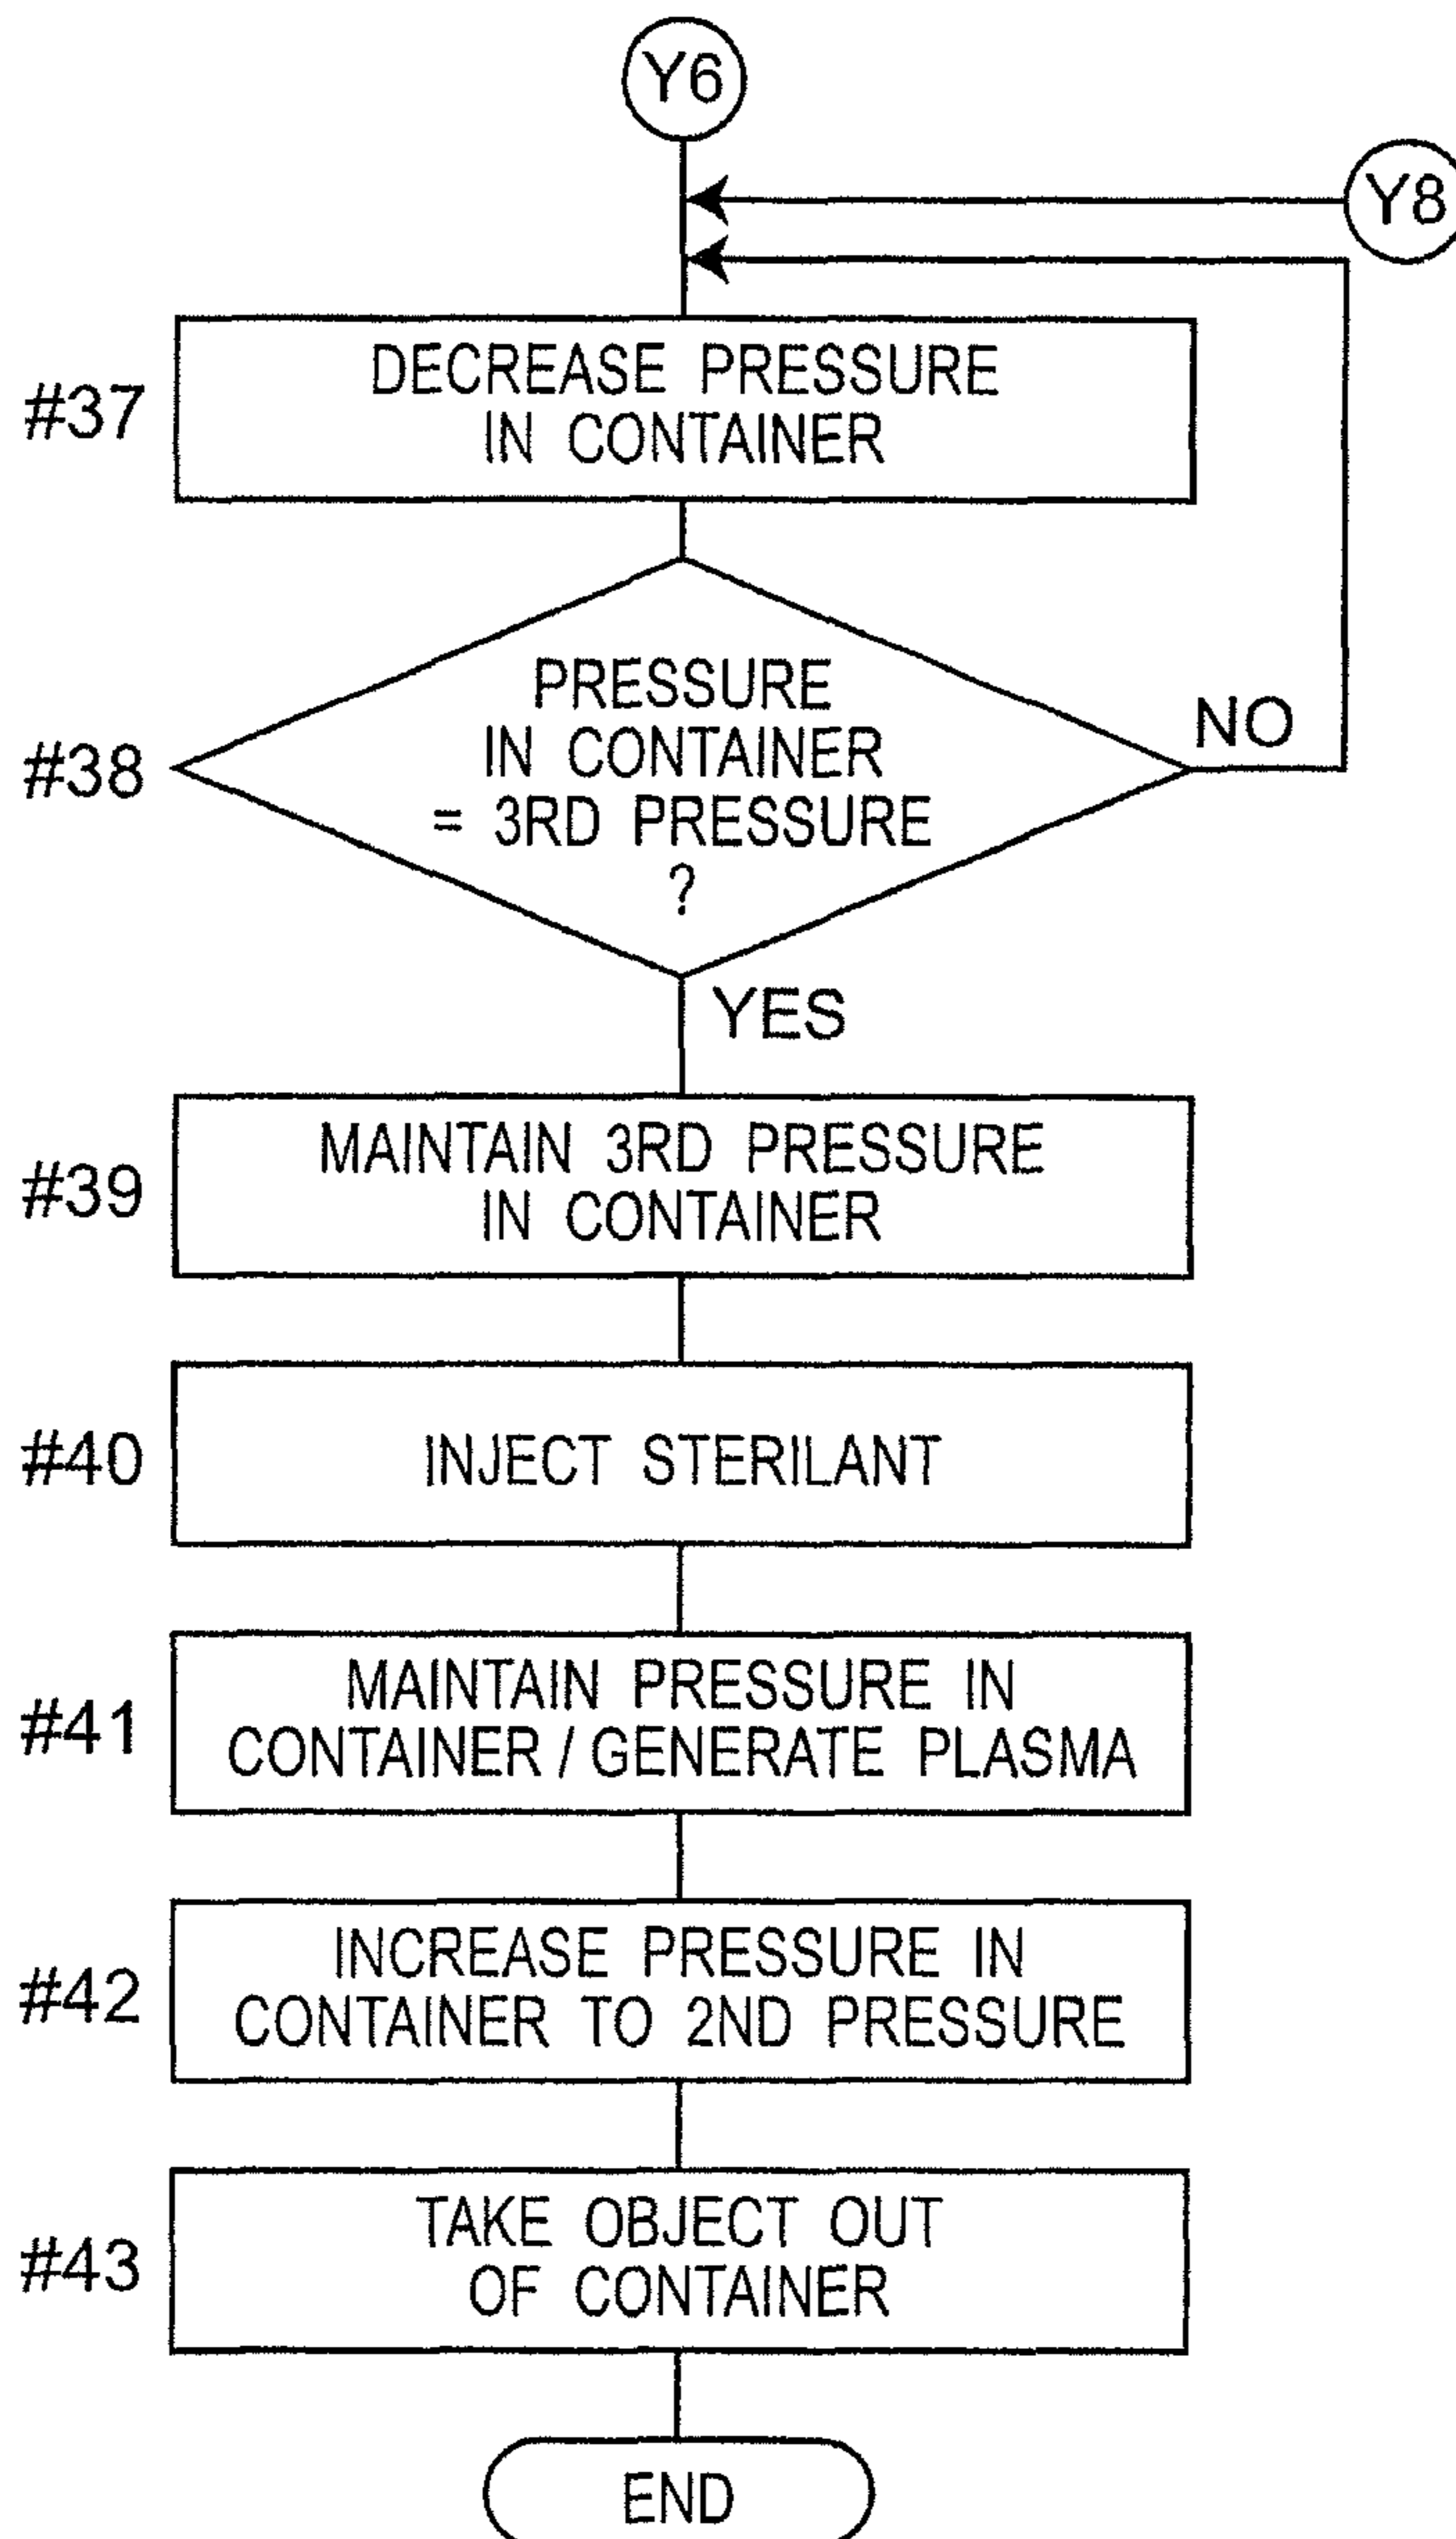 Y6
Y8
#37
DECREASE PRESSURE
IN CONTAINER
#38
PRESSURE
IN CONTAINER
= 3RD PRESSURE
?
NO
YES
#39
MAINTAIN 3RD PRESSURE
IN CONTAINER
#40
INJECT STERILANT
#41
MAINTAIN PRESSURE IN
CONTAINER / GENERATE PLASMA
#42
INCREASE PRESSURE IN
CONTAINER TO 2ND PRESSURE
#43
TAKE OBJECT OUT
OF CONTAINER
END